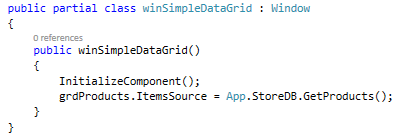 public partial class winSimpleDataGrid : Window
{
0 references
public winSimpleDataGrid()
{
InitializeComponent();
grdProducts.ItemsSource = App.StoreDB.GetProducts();
}
}